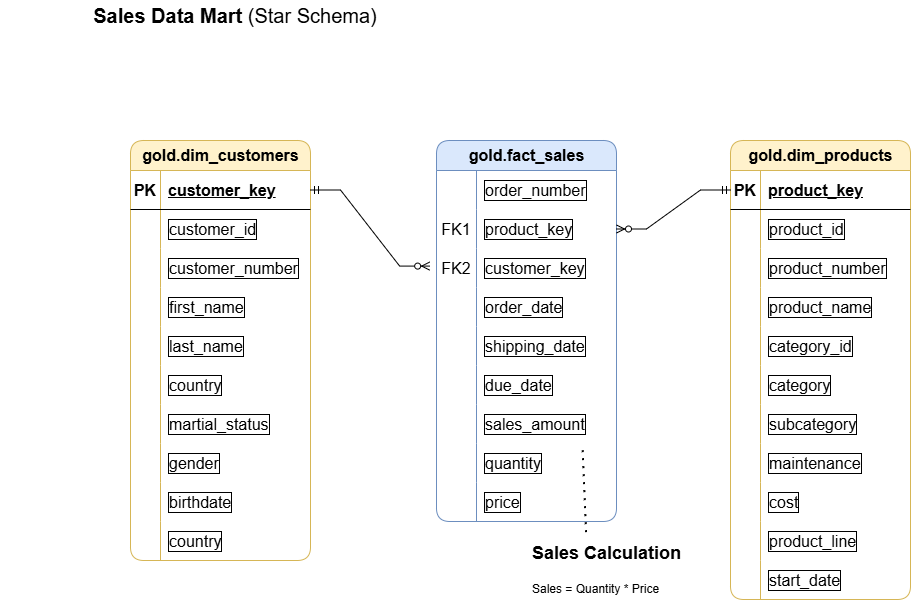 Sales Data Mart (Star Schema)
gold.dim_customers
PK customer_key
customer_id
customer_number
first_name
last_name
country
martial_status
gender
birthdate
country
gold.fact_sales
order_number
FK1 product_key
FK2 customer_key
order_date
shipping_date
due_date
sales_amount
quantity
price
Sales Calculation
Sales = Quantity * Price
gold.dim_products
PK product_key
product_id
product_number
product_name
category_id
category
subcategory
maintenance
cost
product_line
start_date